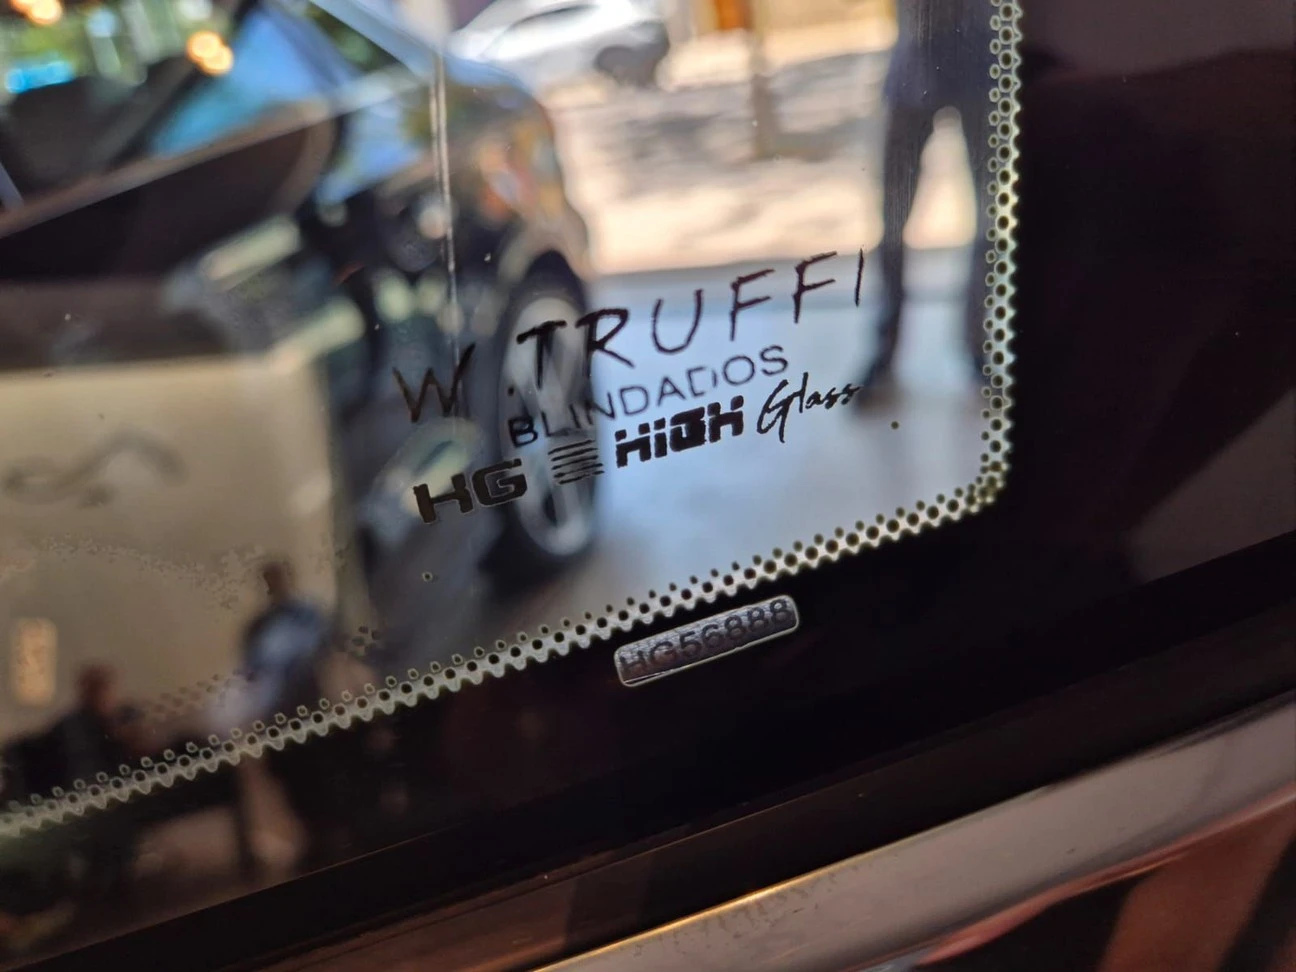 W.TRUFFI
BLINDADOS
HG HIGH Glass
HG56888